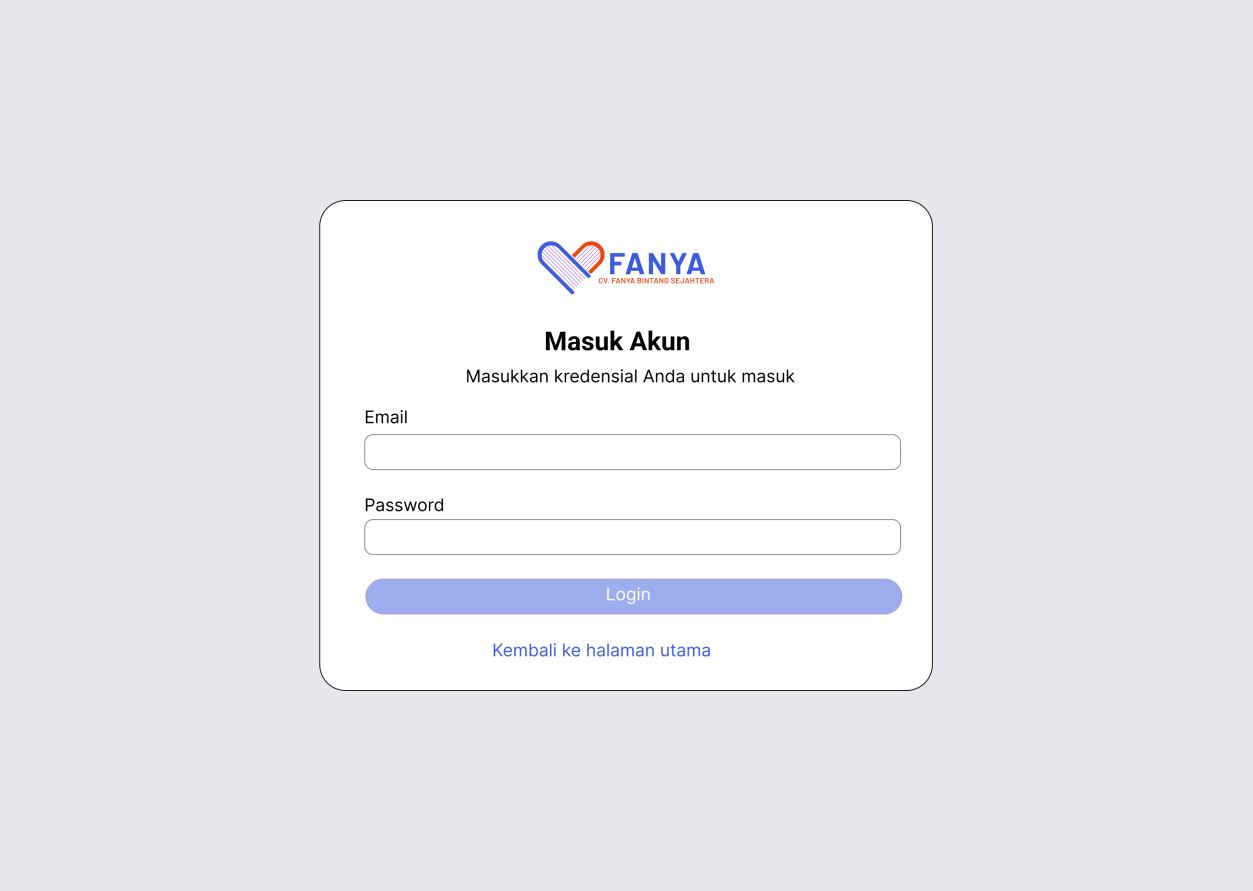 FANYA
CV. FANYA BINTANG SEJAHTERA
Masuk Akun
Masukkan kredensial Anda untuk masuk
Email
Password
Login
Kembali ke halaman utama